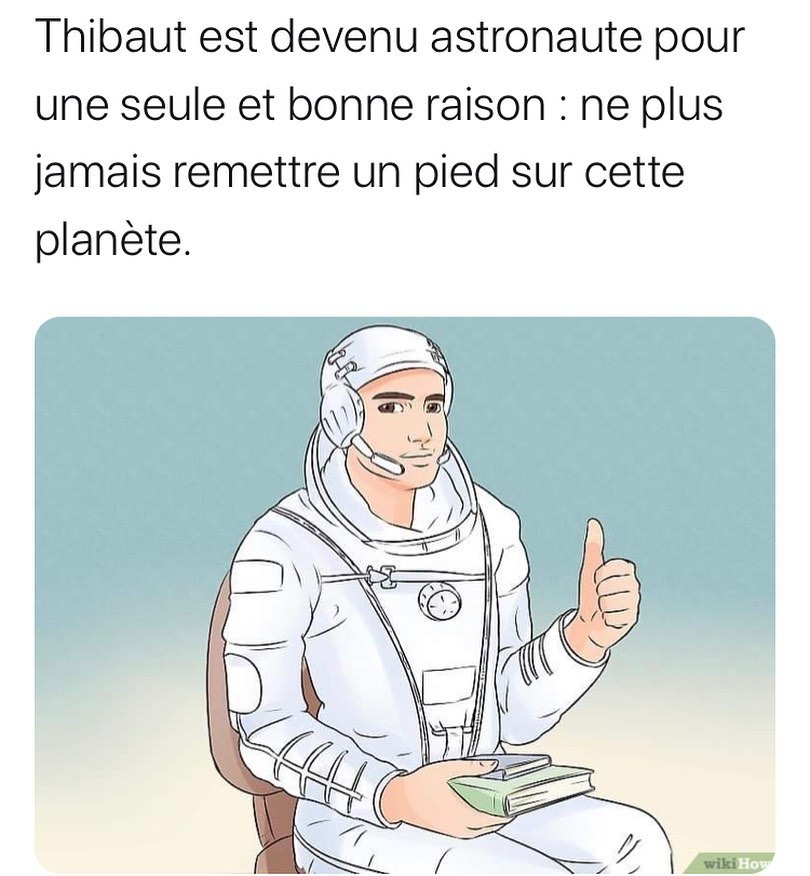 Thibaut est devenu astronaute pour
une seule et bonne raison : ne plus
jamais remettre un pied sur cette
planète.
wikiHow